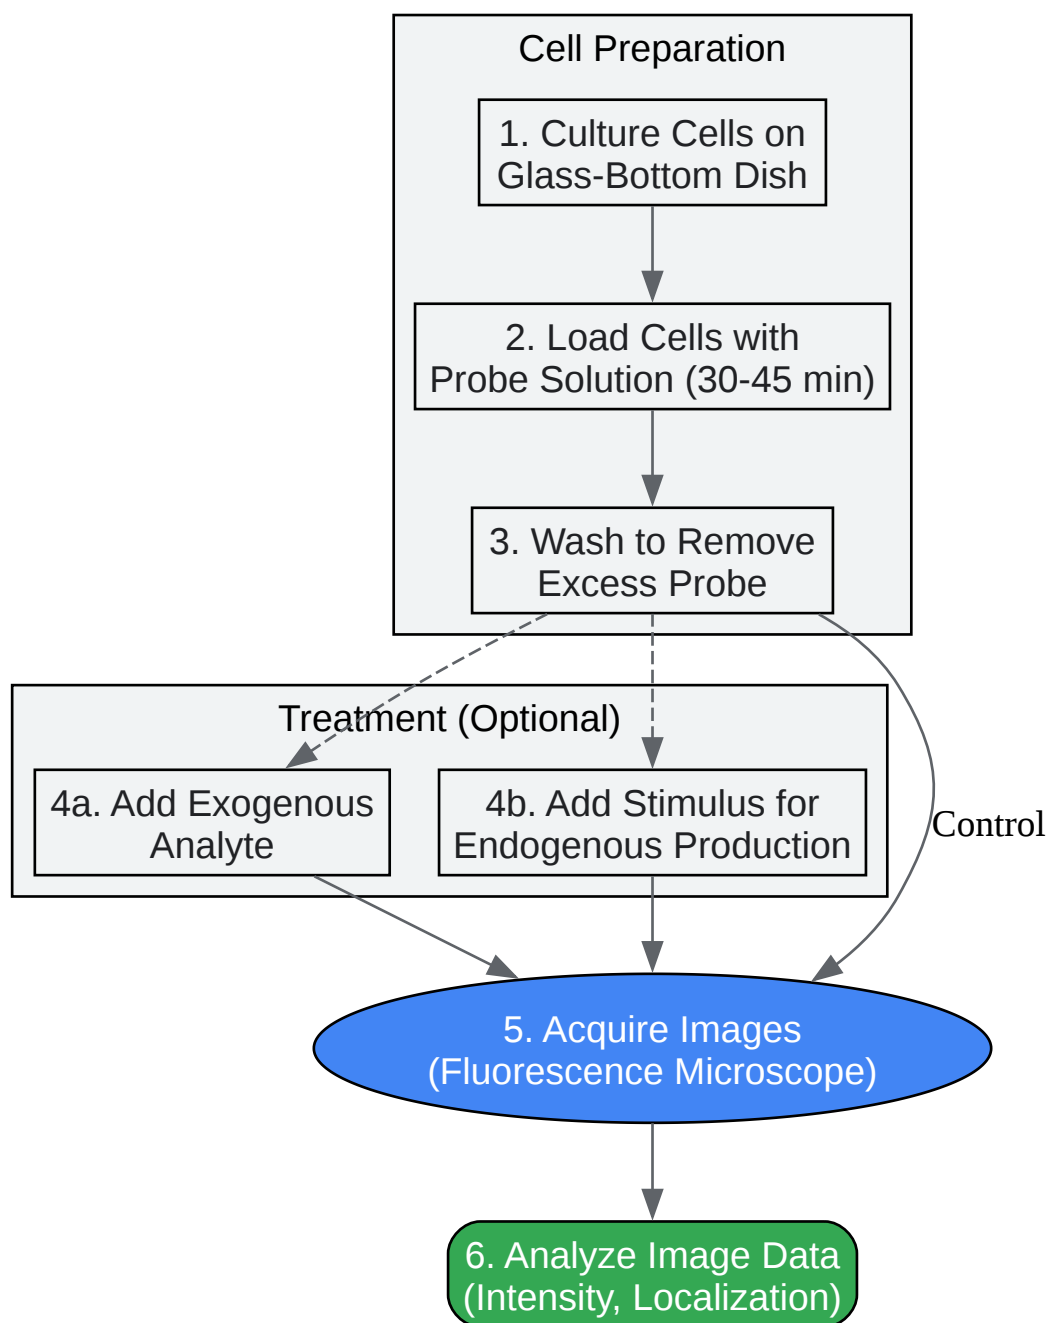 Cell Preparation
1. Culture Cells on
Glass-Bottom Dish
2. Load Cells with
Probe Solution (30-45 min)
3. Wash to Remove
Excess Probe
Treatment (Optional)
4a. Add Exogenous
Analyte
4b. Add Stimulus for
Endogenous Production
Control
5. Acquire Images
(Fluorescence Microscope)
6. Analyze Image Data
(Intensity, Localization)